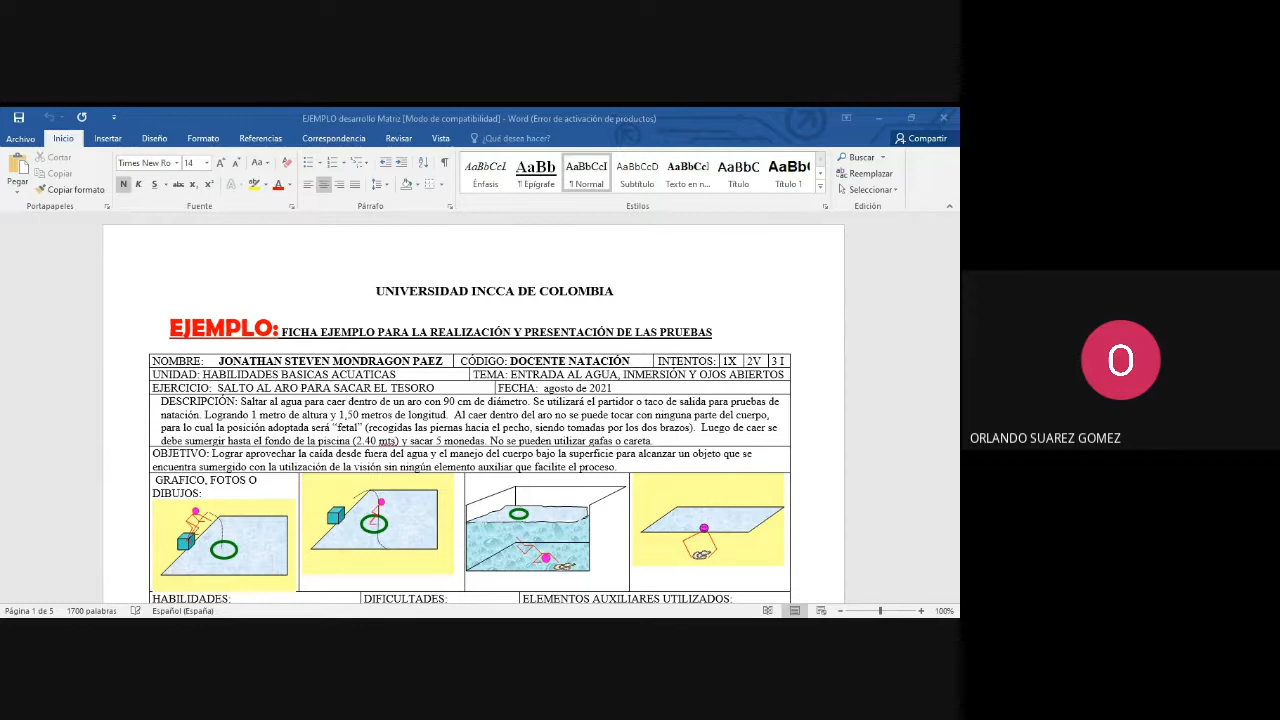 EJEMPLO desarrollo Matriz [Modo de compatibilidad] - Word (Error de activación de productos)
Archivo Inicio Insertar Diseño Formato Referencias Correspondencia Revisar Vista ¿Qué desea hacer? Compartir
Pegar
Cortar
Copiar
Copiar formato
Portapapeles
Times New Ro 14
Fuente
Párrafo
AaBbCcI AaBb AaBbCcI AaBbCcD AaBbCcI AaBbC AaBb
Énfasis ¶ Epígrafe ¶ Normal Subtítulo Texto en n... Título Título 1
Estilos
Buscar
Reemplazar
Seleccionar
Edición
UNIVERSIDAD INCCA DE COLOMBIA
EJEMPLO: FICHA EJEMPLO PARA LA REALIZACIÓN Y PRESENTACIÓN DE LAS PRUEBAS
NOMBRE: JONATHAN STEVEN MONDRAGON PAEZ CÓDIGO: DOCENTE NATACIÓN INTENTOS: 1X 2V 3 I
UNIDAD: HABILIDADES BASICAS ACUATICAS TEMA: ENTRADA AL AGUA, INMERSIÓN Y OJOS ABIERTOS
EJERCICIO: SALTO AL ARO PARA SACAR EL TESORO FECHA: agosto de 2021
DESCRIPCIÓN: Saltar al agua para caer dentro de un aro con 90 cm de diámetro. Se utilizará el partidor o taco de salida para pruebas de
natación. Logrando 1 metro de altura y 1,50 metros de longitud. Al caer dentro del aro no se puede tocar con ninguna parte del cuerpo,
para lo cual la posición adoptada será “fetal” (recogidas las piernas hacia el pecho, siendo tomadas por los dos brazos). Luego de caer se
debe sumergir hasta el fondo de la piscina (2.40 mts) y sacar 5 monedas. No se pueden utilizar gafas o careta.
OBJETIVO: Lograr aprovechar la caída desde fuera del agua y el manejo del cuerpo bajo la superficie para alcanzar un objeto que se
encuentra sumergido con la utilización de la visión sin ningún elemento auxiliar que facilite el proceso.
GRAFICO, FOTOS O
DIBUJOS:
HABILIDADES: DIFICULTADES: ELEMENTOS AUXILIARES UTILIZADOS:
Página 1 de 5 1700 palabras Español (España) 100%
O
ORLANDO SUAREZ GOMEZ